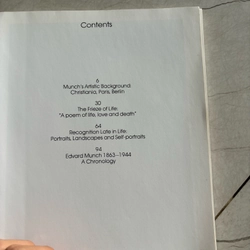 Contents
6
Munch's Artistic Background
Christiania, Paris, Berlin
30
The Frieze of Life:
"A poem of life, love and death"
64
Recognition Late in Life:
Portraits, Landscapes and Self-portraits
94
Edvard Munch 1863–1944
A Chronology